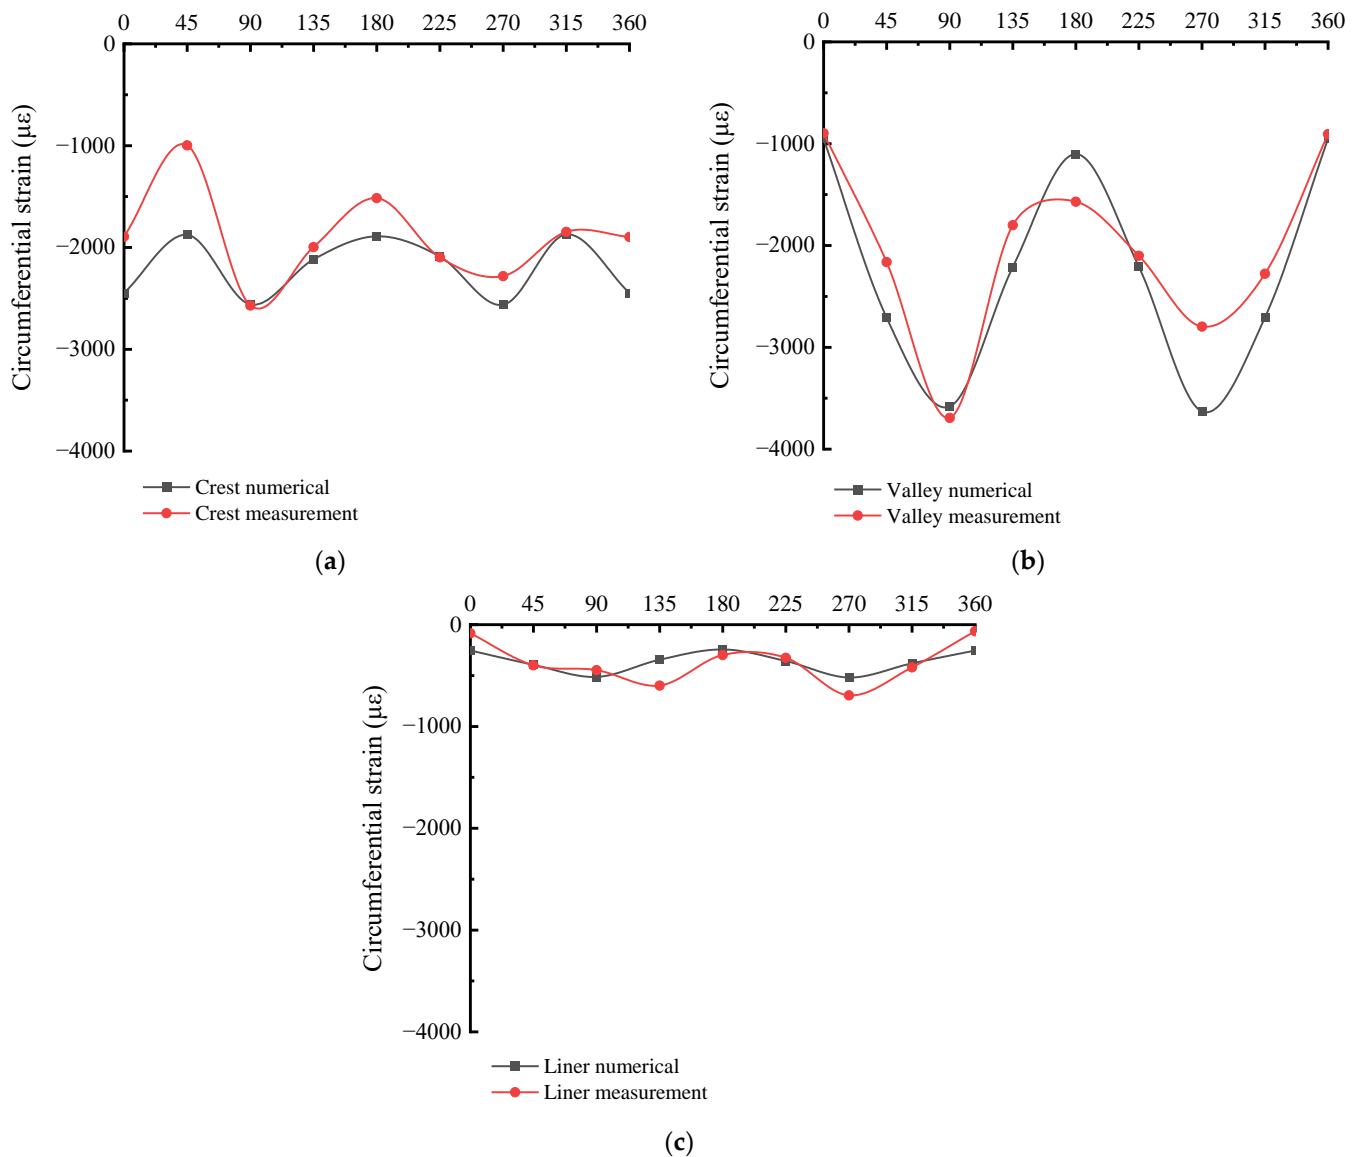 0 45 90 135 180 225 270 315 360
0
−1000
−2000
−3000
−4000
Circumferential strain (με)
Crest numerical
Crest measurement
(a)
0 45 90 135 180 225 270 315 360
0
−1000
−2000
−3000
−4000
Circumferential strain (με)
Valley numerical
Valley measurement
(b)
0 45 90 135 180 225 270 315 360
0
−1000
−2000
−3000
−4000
Circumferential strain (με)
Liner numerical
Liner measurement
(c)